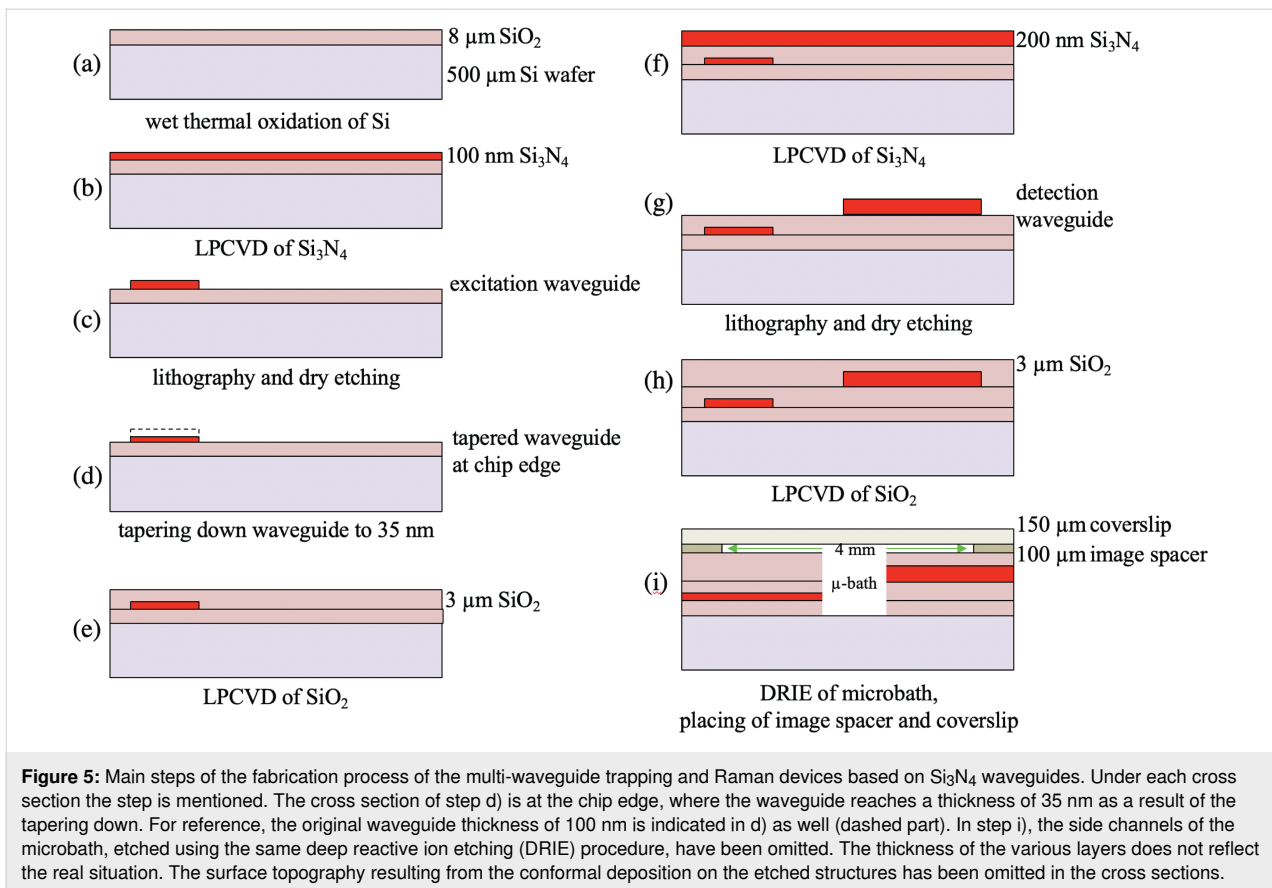 (a)
8 µm SiO₂
500 µm Si wafer
wet thermal oxidation of Si
(b)
100 nm Si₃N₄
LPCVD of Si₃N₄
(c)
excitation waveguide
lithography and dry etching
(d)
tapered waveguide
at chip edge
tapering down waveguide to 35 nm
(e)
3 µm SiO₂
LPCVD of SiO₂
(f)
200 nm Si₃N₄
LPCVD of Si₃N₄
(g)
detection
waveguide
lithography and dry etching
(h)
3 µm SiO₂
LPCVD of SiO₂
(i)
150 µm coverslip
4 mm
100 µm image spacer
µ-bath
DRIE of microbath,
placing of image spacer and coverslip
Figure 5: Main steps of the fabrication process of the multi-waveguide trapping and Raman devices based on Si₃N₄ waveguides. Under each cross
section the step is mentioned. The cross section of step d) is at the chip edge, where the waveguide reaches a thickness of 35 nm as a result of the
tapering down. For reference, the original waveguide thickness of 100 nm is indicated in d) as well (dashed part). In step i), the side channels of the
microbath, etched using the same deep reactive ion etching (DRIE) procedure, have been omitted. The thickness of the various layers does not reflect
the real situation. The surface topography resulting from the conformal deposition on the etched structures has been omitted in the cross sections.